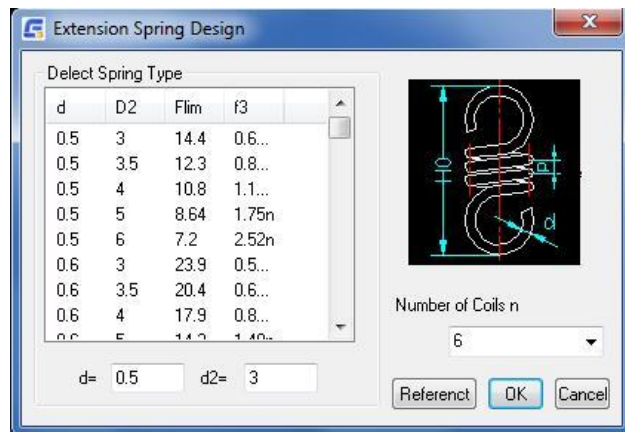 Extension Spring Design
Delect Spring Type
d D2 Flim f3
0.5 3 14.4 0.6...
0.5 3.5 12.3 0.8...
0.5 4 10.8 1.1...
0.5 5 8.64 1.75n
0.5 6 7.2 2.52n
0.6 3 23.9 0.5...
0.6 3.5 20.4 0.6...
0.6 4 17.9 0.8...
d= 0.5 d2= 3
H0
p
d
Number of Coils n
6
Referenct OK Cancel